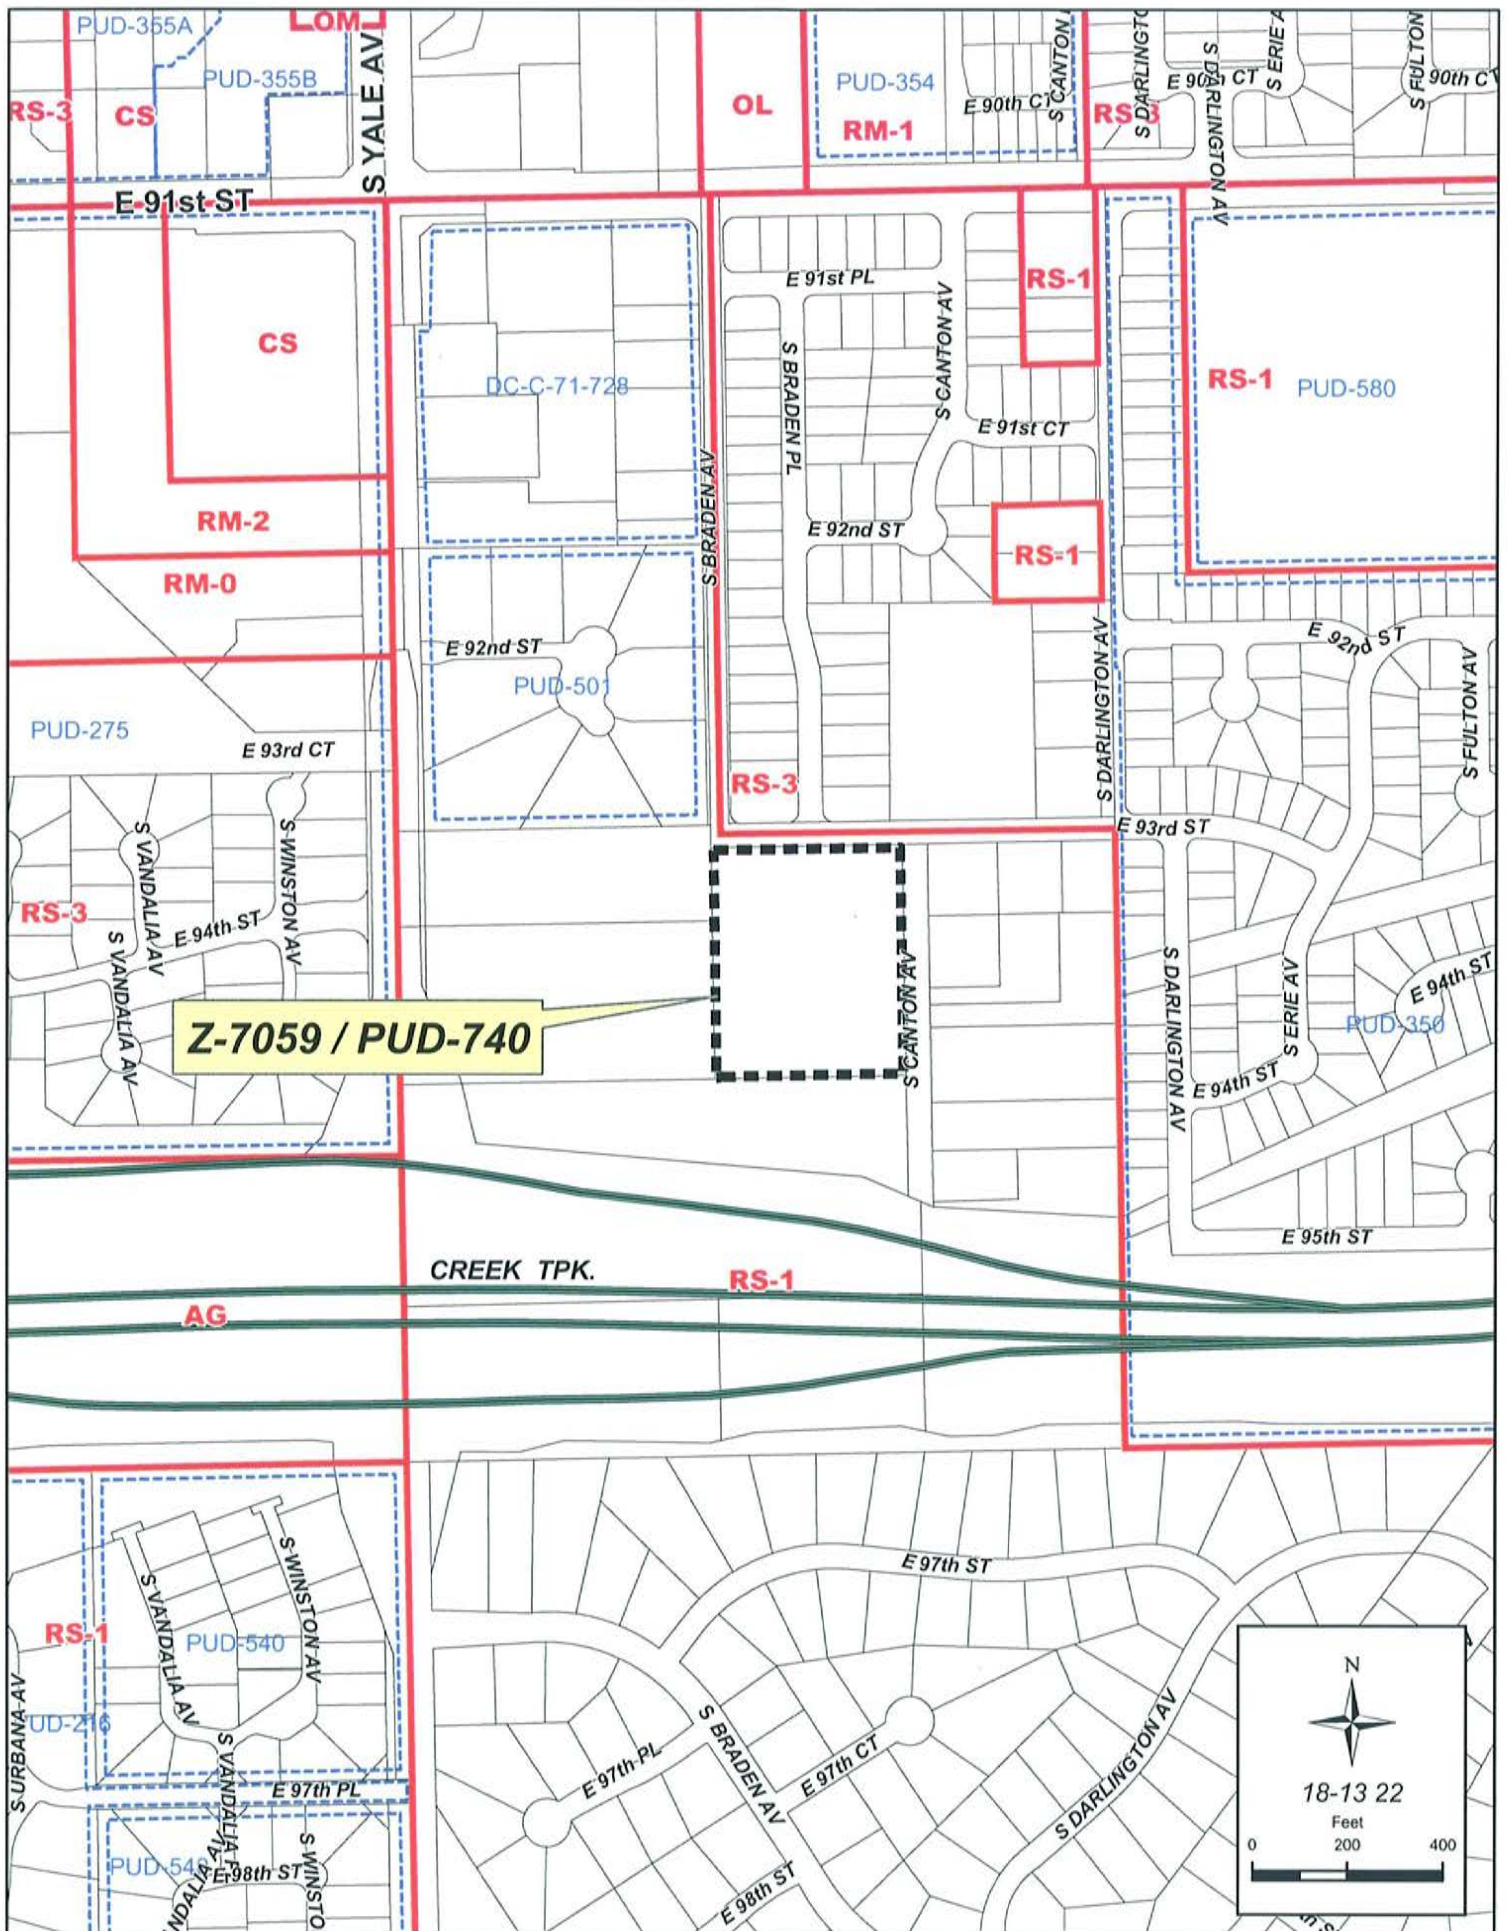 PUD-355A
LOM
PUD-355B
S YALE AV
RS-3
CS
OL
PUD-354
RM-1
E 90th CT
S CANTON
RS-3
S DARLINGTO
E 90th CT
S DARLINGTON AV
S ERIE A
S FULTON
90th CT
E 91st ST
CS
DC-C-71-728
E 91st PL
S BRADEN PL
S CANTON AV
RS-1
E 91st CT
RS-1
PUD-580
RM-2
RM-0
S BRADEN AV
E 92nd ST
RS-1
E 92nd ST
PUD-501
S DARLINGTON AV
E 92nd ST
S FULTON AV
PUD-275
E 93rd CT
RS-3
E 93rd ST
RS-3
S VANDALIA AV
S VANDALIA AV
E 94th ST
S WINSTON AV
Z-7059 / PUD-740
S CANTON AV
S DARLINGTON AV
S ERIE AV
E 94th ST
PUD-350
E 94th ST
E 95th ST
CREEK TPK.
RS-1
AG
E 97th ST
RS-1
S VANDALIA AV
PUD-540
S WINSTON AV
S URBANA AV
UD-216
S VANDALIA P
E 97th PL
E 97th PL
S BRADEN AV
E 97th CT
S DARLINGTON AV
E 98th ST
NDALIA AV
E 98th ST
S WINSTO
N
18-13 22
Feet
0 200 400